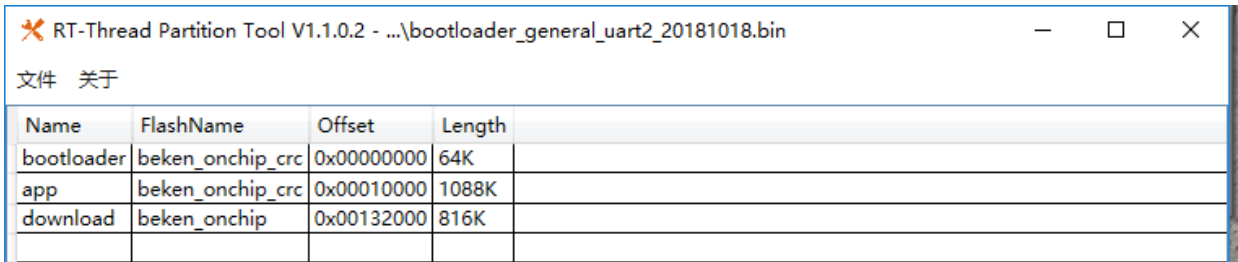 RT-Thread Partition Tool V1.1.0.2 - ...\bootloader_general_uart2_20181018.bin
文件 关于
Name FlashName Offset Length
bootloader beken_onchip_crc 0x00000000 64K
app beken_onchip_crc 0x00010000 1088K
download beken_onchip 0x00132000 816K